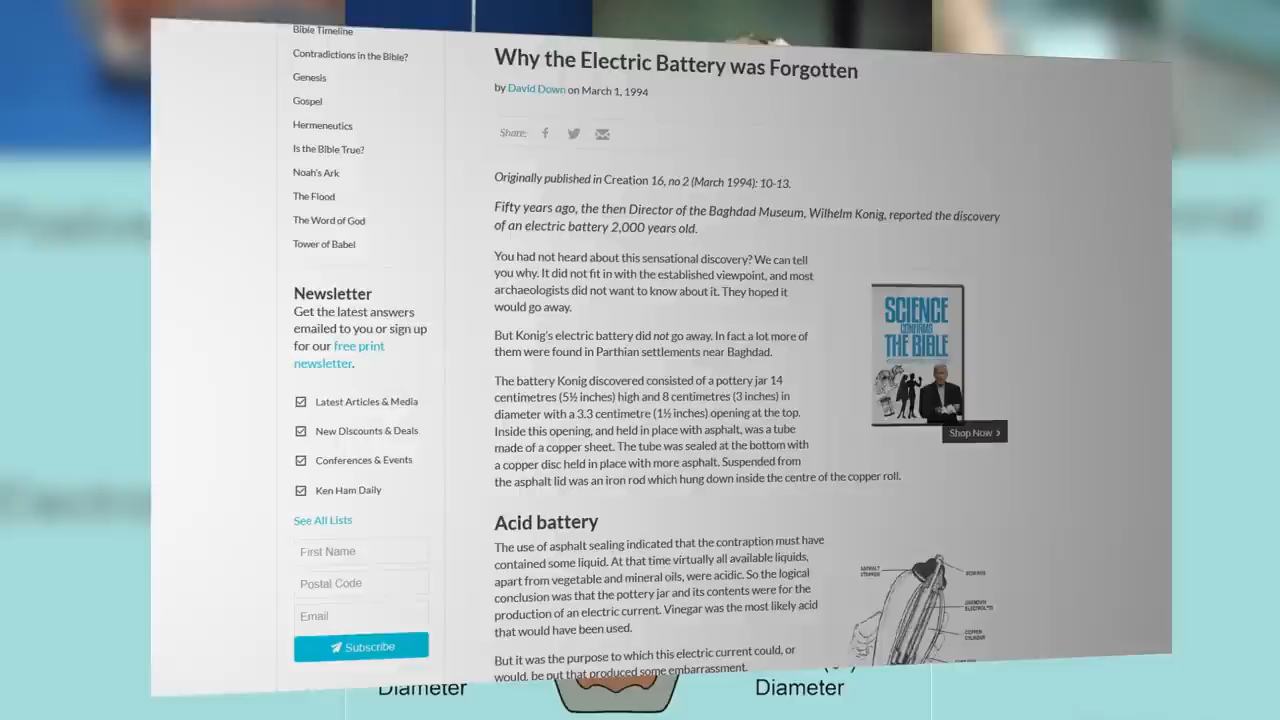 Bible Timeline
Contradictions in the Bible?
Genesis
Gospel
Hermeneutics
Is the Bible True?
Noah's Ark
The Flood
The Word of God
Tower of Babel
Newsletter
Get the latest answers
emailed to you or sign up
for our free print
newsletter.
Latest Articles & Media
New Discounts & Deals
Conferences & Events
Ken Ham Daily
See All Lists
First Name
Postal Code
Email
Subscribe
Why the Electric Battery was Forgotten
by David Down on March 1, 1994
Share:
Originally published in Creation 16, no 2 (March 1994): 10-13.
Fifty years ago, the then Director of the Baghdad Museum, Wilhelm Konig, reported the discovery
of an electric battery 2,000 years old.
You had not heard about this sensational discovery? We can tell
you why. It did not fit in with the established viewpoint, and most
archaeologists did not want to know about it. They hoped it
would go away.
But Konig's electric battery did not go away. In fact a lot more of
them were found in Parthian settlements near Baghdad.
The battery Konig discovered consisted of a pottery jar 14
centimetres (5½ inches) high and 8 centimetres (3 inches) in
diameter with a 3.3 centimetre (1½ inches) opening at the top.
Inside this opening, and held in place with asphalt, was a tube
made of a copper sheet. The tube was sealed at the bottom with
a copper disc held in place with more asphalt. Suspended from
the asphalt lid was an iron rod which hung down inside the centre of the copper roll.
SCIENCE
CONFIRMS
THE BIBLE
Shop Now
Acid battery
The use of asphalt sealing indicated that the contraption must have
contained some liquid. At that time virtually all available liquids,
apart from vegetable and mineral oils, were acidic. So the logical
conclusion was that the pottery jar and its contents were for the
production of an electric current. Vinegar was the most likely acid
that would have been used.
But it was the purpose to which this electric current could, or
would, be put that produced some embarrassment.
ASPHALT
STOPPER
IRON ROD
UNKNOWN
ELECTROLYTE
COPPER
CYLINDER
Diameter
Diameter